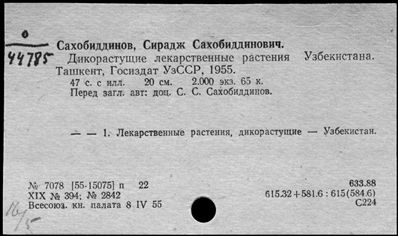 44785
Сахобиддинов, Сирадж Сахобиддинович.
Дикорастущие лекарственные растения Узбекистана.
Ташкент, Госиздат УзССР, 1955.
47 с. с илл. 20 см. 2.000 экз. 65 к.
Перед загл. авт: доц. С. С. Сахобиддинов.
— — 1. Лекарственные растения, дикорастущие — Узбекистан.
№ 7078 [55-15075] п 22
XIX № 394; № 2842
Всесоюз. кн. палата 8 IV 55
633.88
615.32+581.6 : 615(584.6)
С224